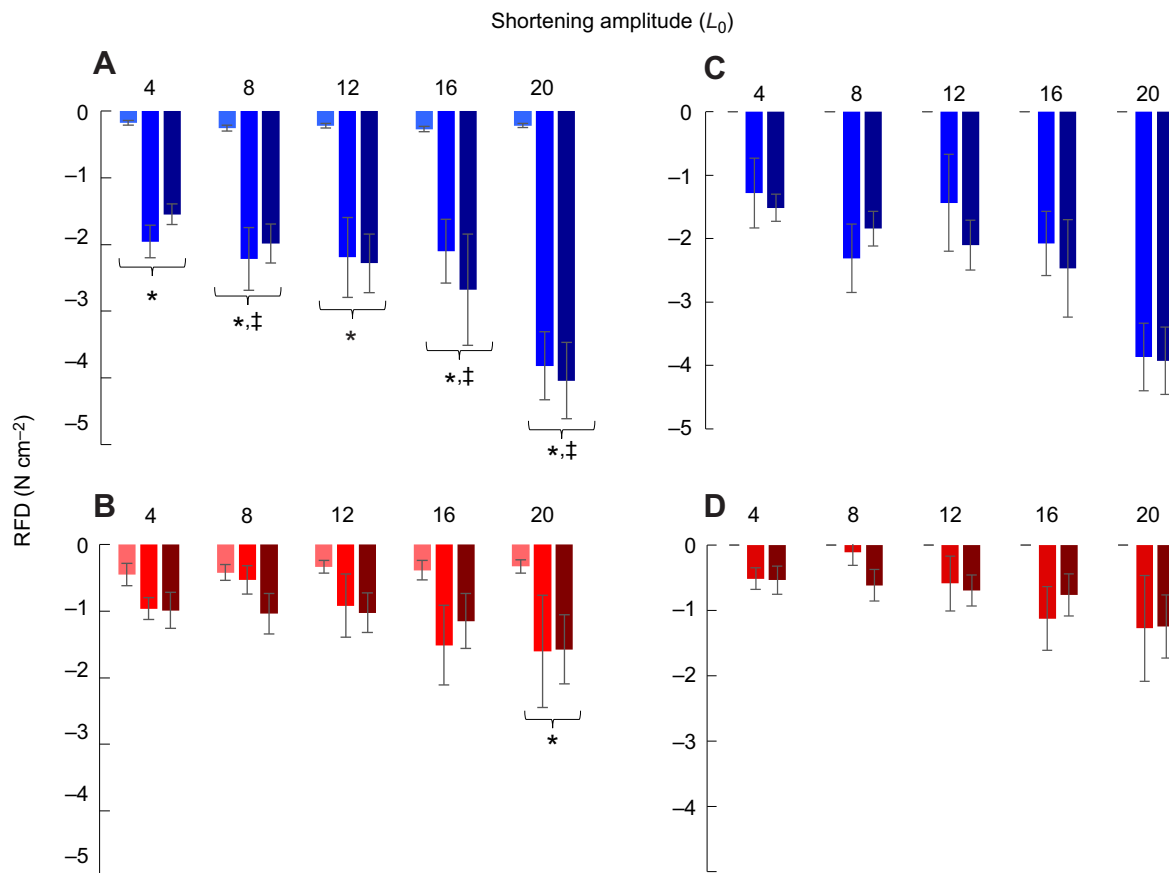 Shortening amplitude (L0)
A
4 8 12 16 20
0
–1
–2
–3
–4
–5
*
*,‡
*
*,‡
*,‡
C
4 8 12 16 20
0
–1
–2
–3
–4
–5
RFD (N cm–2)
B
4 8 12 16 20
0
–1
–2
–3
–4
–5
*
D
4 8 12 16 20
0
–1
–2
–3
–4